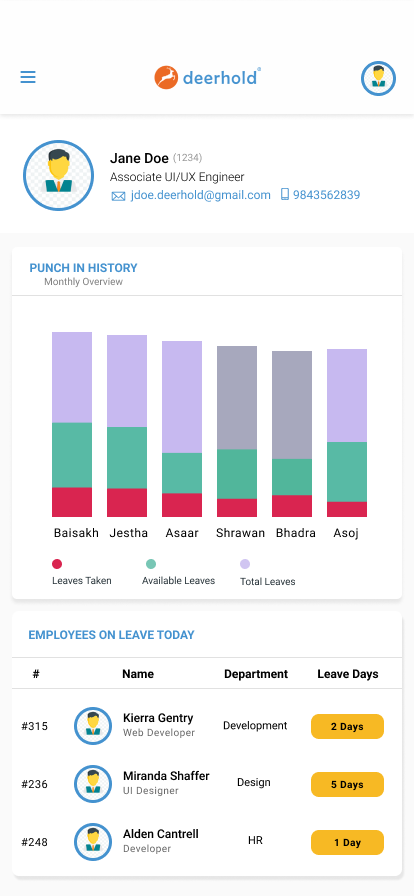 deerhold®
Jane Doe (1234)
Associate UI/UX Engineer
jdoe.deerhold@gmail.com 9843562839
PUNCH IN HISTORY
Monthly Overview
Baisakh Jestha Asaar Shrawan Bhadra Asoj
Leaves Taken Available Leaves Total Leaves
EMPLOYEES ON LEAVE TODAY
# Name Department Leave Days
#315 Kierra Gentry Development 2 Days
Web Developer
#236 Miranda Shaffer Design 5 Days
UI Designer
#248 Alden Cantrell HR 1 Day
Developer